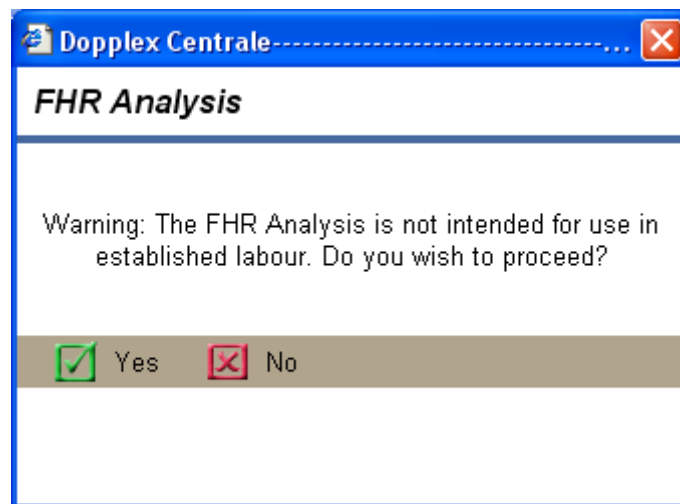 Dopplex Centrale---------------------------------...
FHR Analysis
Warning: The FHR Analysis is not intended for use in
established labour. Do you wish to proceed?
Yes No